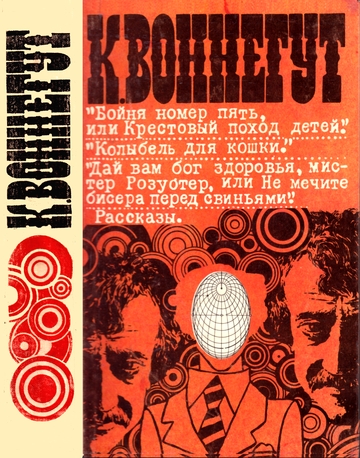 К.ВОННЕГУТ
К.ВОННЕГУТ
"Бойня номер пять,
или Крестовый поход детей."
"Колыбель для кошки."
"Дай вам бог здоровья, мис-
тер Розуотер, или Не мечите
бисера перед свиньями".
Рассказы.